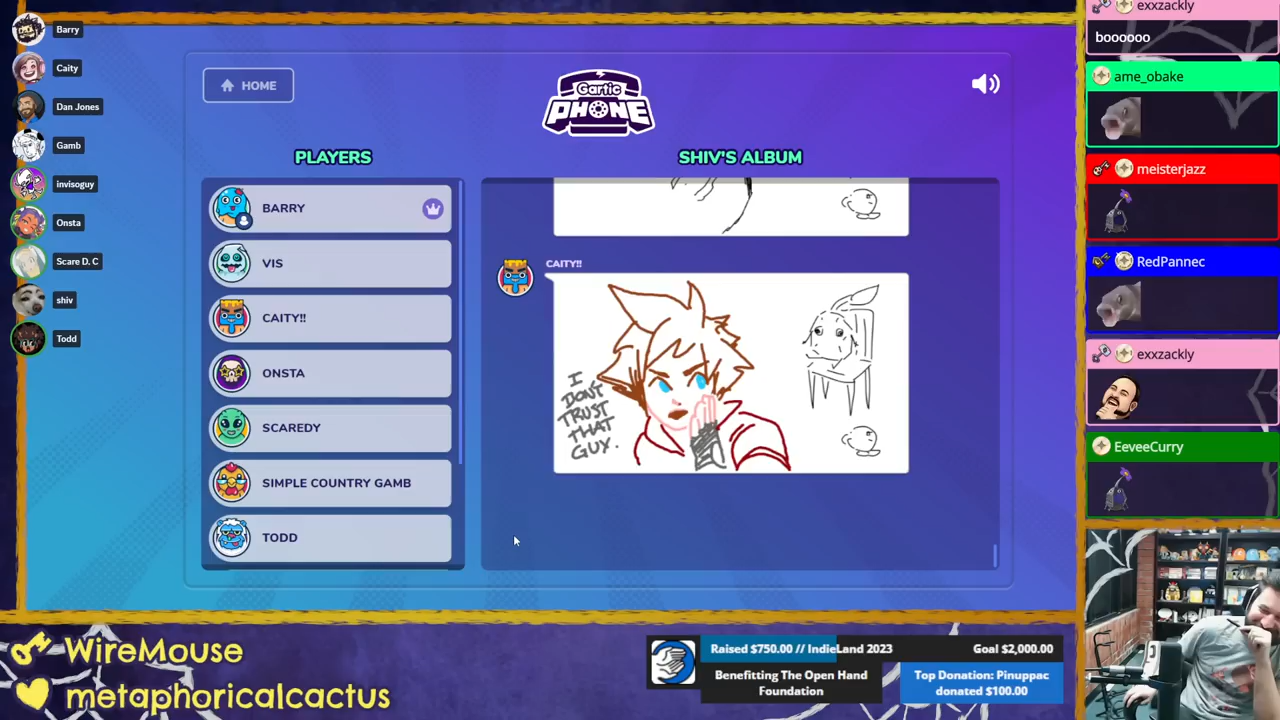 Barry
Caity
Dan Jones
Gamb
invisoguy
Onsta
Scare D. C
shiv
Todd
HOME
Gartic
PHONE
PLAYERS
BARRY
VIS
CAITY!!
ONSTA
SCAREDY
SIMPLE COUNTRY GAMB
TODD
SHIV'S ALBUM
CAITY!!
I
DON'T
TRUST
THAT
GUY.
exxzackly
boooooo
ame_obake
meisterjazz
RedPannec
exxzackly
EeveeCurry
WireMouse
metaphoricalcactus
Raised $750.00 // IndieLand 2023
Goal $2,000.00
Benefitting The Open Hand
Foundation
Top Donation: Pinuppac
donated $100.00